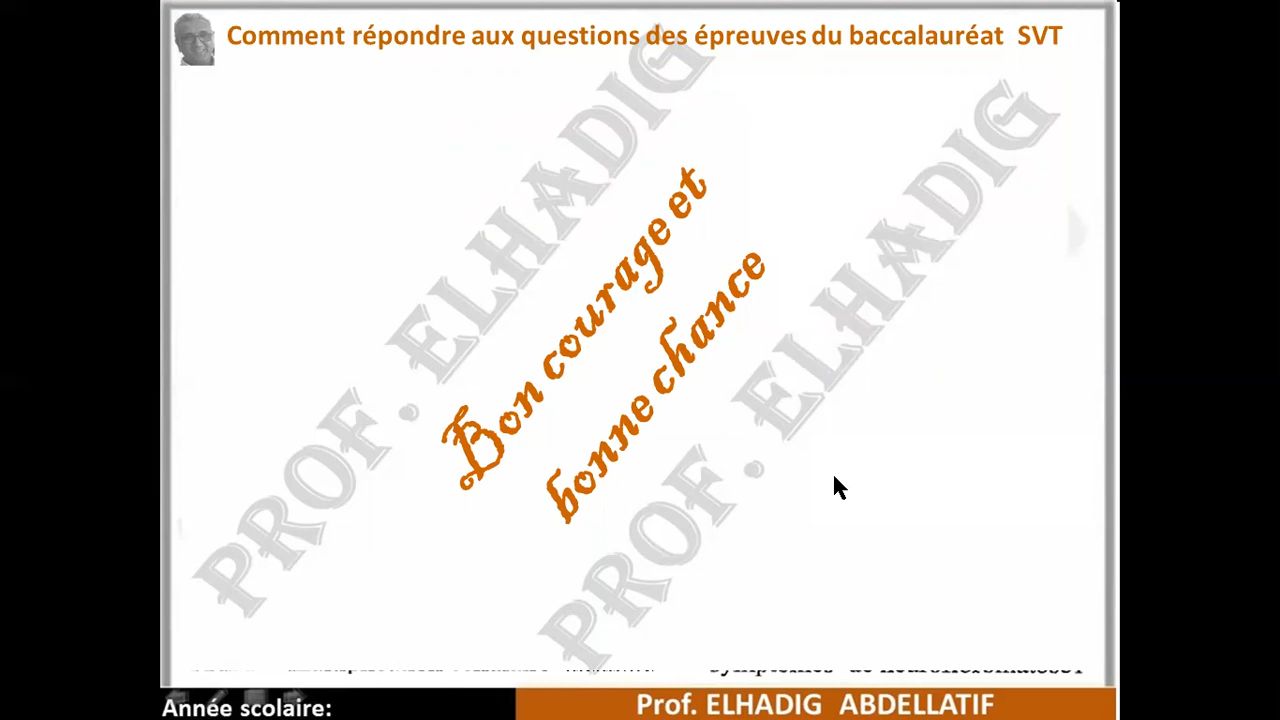 Comment répondre aux questions des épreuves du baccalauréat SVT
PROF. ELHADIG
PROF. ELHADIG
Bon courage et
bonne chance
Année scolaire:
Prof. ELHADIG ABDELLATIF